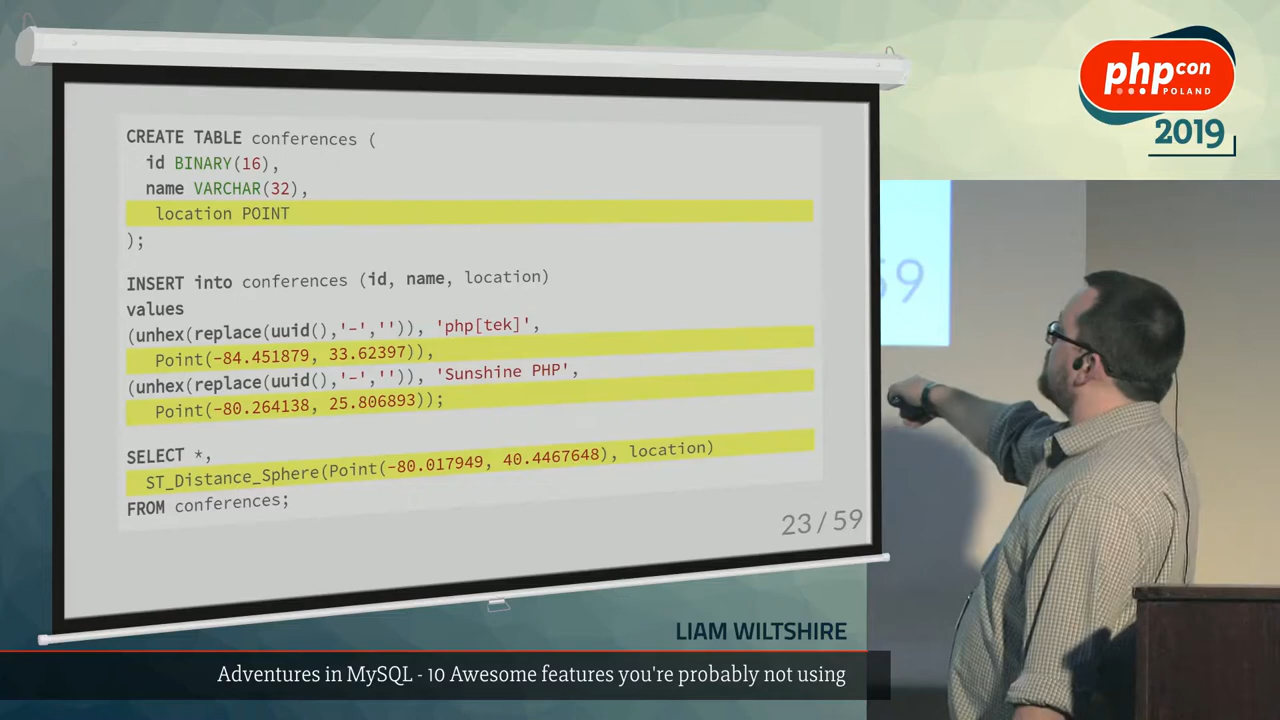 phpcon
POLAND
2019
CREATE TABLE conferences (
  id BINARY(16),
  name VARCHAR(32),
   location POINT
);
INSERT into conferences (id, name, location)
values
(unhex(replace(uuid(),'-','')), 'php[tek]',
   Point(-84.451879, 33.62397)),
(unhex(replace(uuid(),'-','')), 'Sunshine PHP',
   Point(-80.264138, 25.806893));
SELECT *,
  ST_Distance_Sphere(Point(-80.017949, 40.4467648), location)
FROM conferences;
23/59
59
LIAM WILTSHIRE
Adventures in MySQL - 10 Awesome features you're probably not using